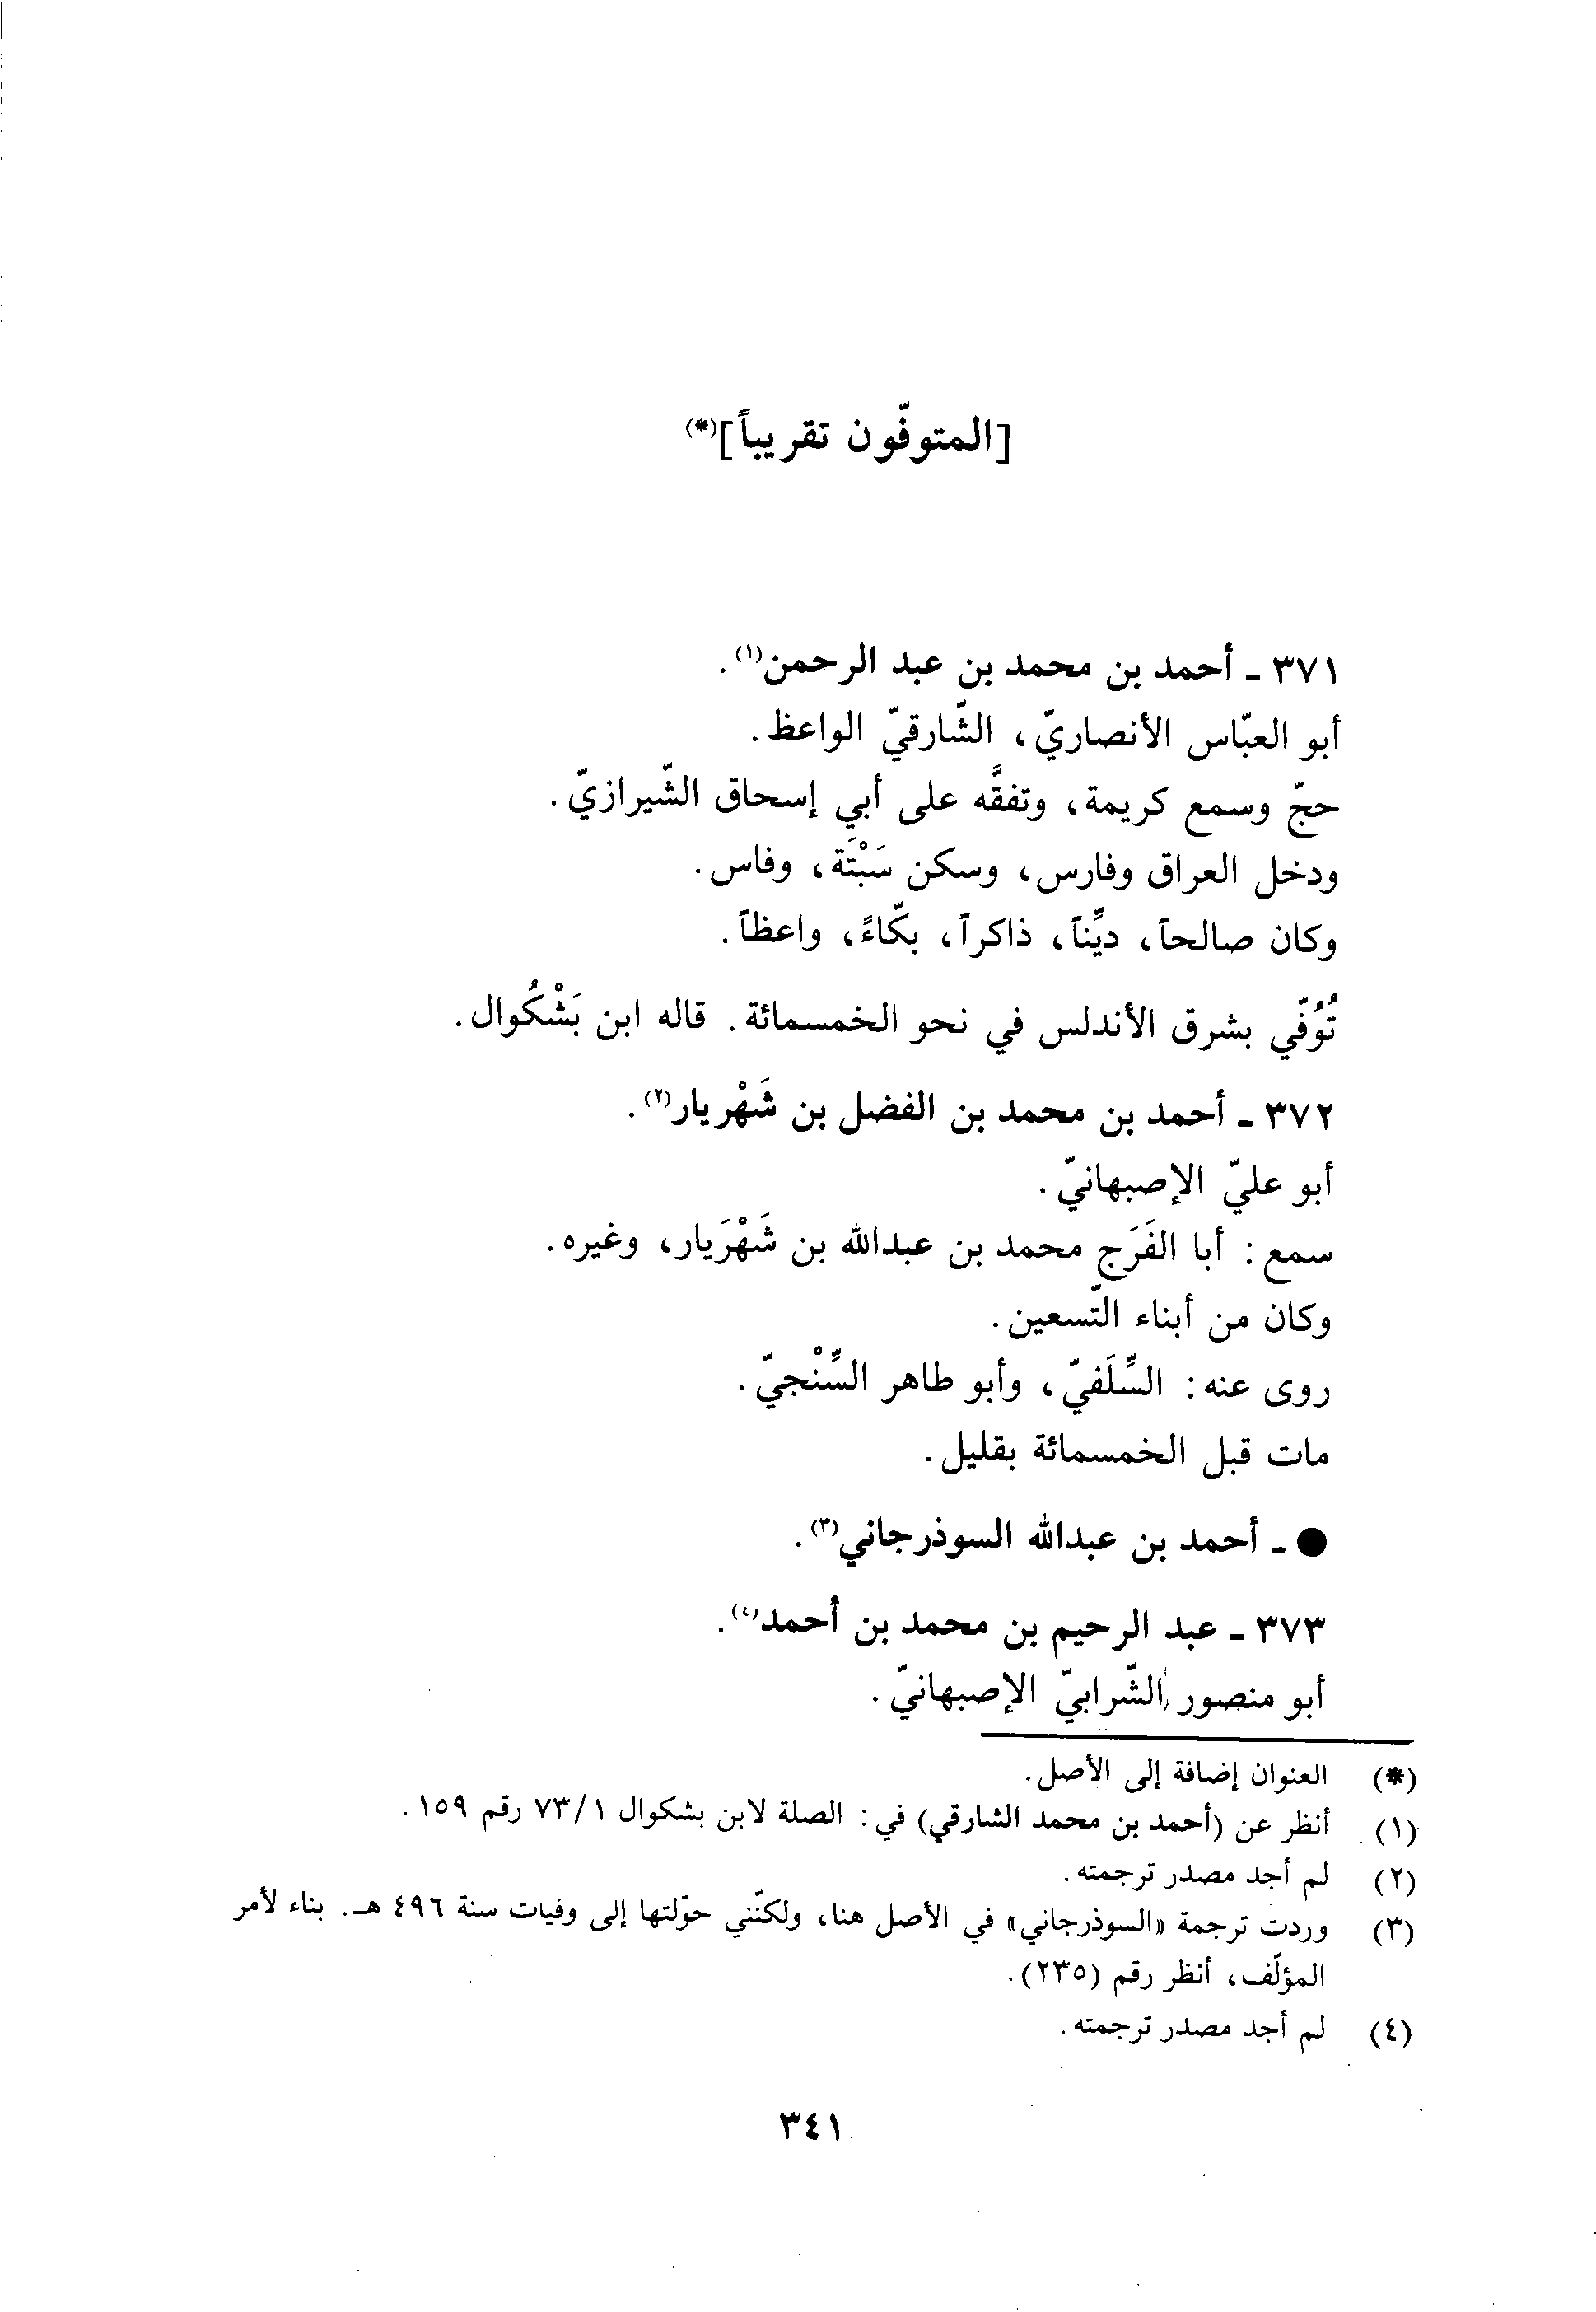 [المتوفّون تقريباً](*)
٣٧١ ـ أحمد بن محمد بن عبد الرحمن(١).
أبو العبّاس الأنصاريّ، الشّارقيّ الواعظ.
حجّ وسمع كريمة، وتفقَّه على أبي إسحاق الشّيرازيّ.
ودخل العراق وفارس، وسكن سَبْتَة، وفاس.
وكان صالحاً، ديِّناً، ذاكراً، بكّاءً، واعظاً.
تُوُفّي بشرق الأندلس في نحو الخمسمائة. قاله ابن بَشْكُوال.
٣٧٢ ـ أحمد بن محمد بن الفضل بن شَهْريار(٢).
أبو عليّ الإصبهانيّ.
سمع: أبا الفَرَج محمد بن عبدالله بن شَهْرَيار، وغيره.
وكان من أبناء التّسعين.
روى عنه: السِّلَفيّ، وأبو طاهر السِّنْجيّ.
مات قبل الخمسمائة بقليل.
● ـ أحمد بن عبدالله السوذرجاني(٣).
٣٧٣ ـ عبد الرحيم بن محمد بن أحمد(٤).
أبو منصور الشّرابيّ الإصبهانيّ.
(*) العنوان إضافة إلى الأصل.
(١) أنظر عن (أحمد بن محمد الشارقي) في: الصلة لابن بشكوال ٧٣/١ رقم ١٥٩.
(٢) لم أجد مصدر ترجمته.
(٣) وردت ترجمة «السوذرجاني» في الأصل هنا، ولكنّني حوّلتها إلى وفيات سنة ٤٩٦ هـ. بناء لأمر
المؤلّف، أنظر رقم (٢٣٥).
(٤) لم أجد مصدر ترجمته.
٣٤١